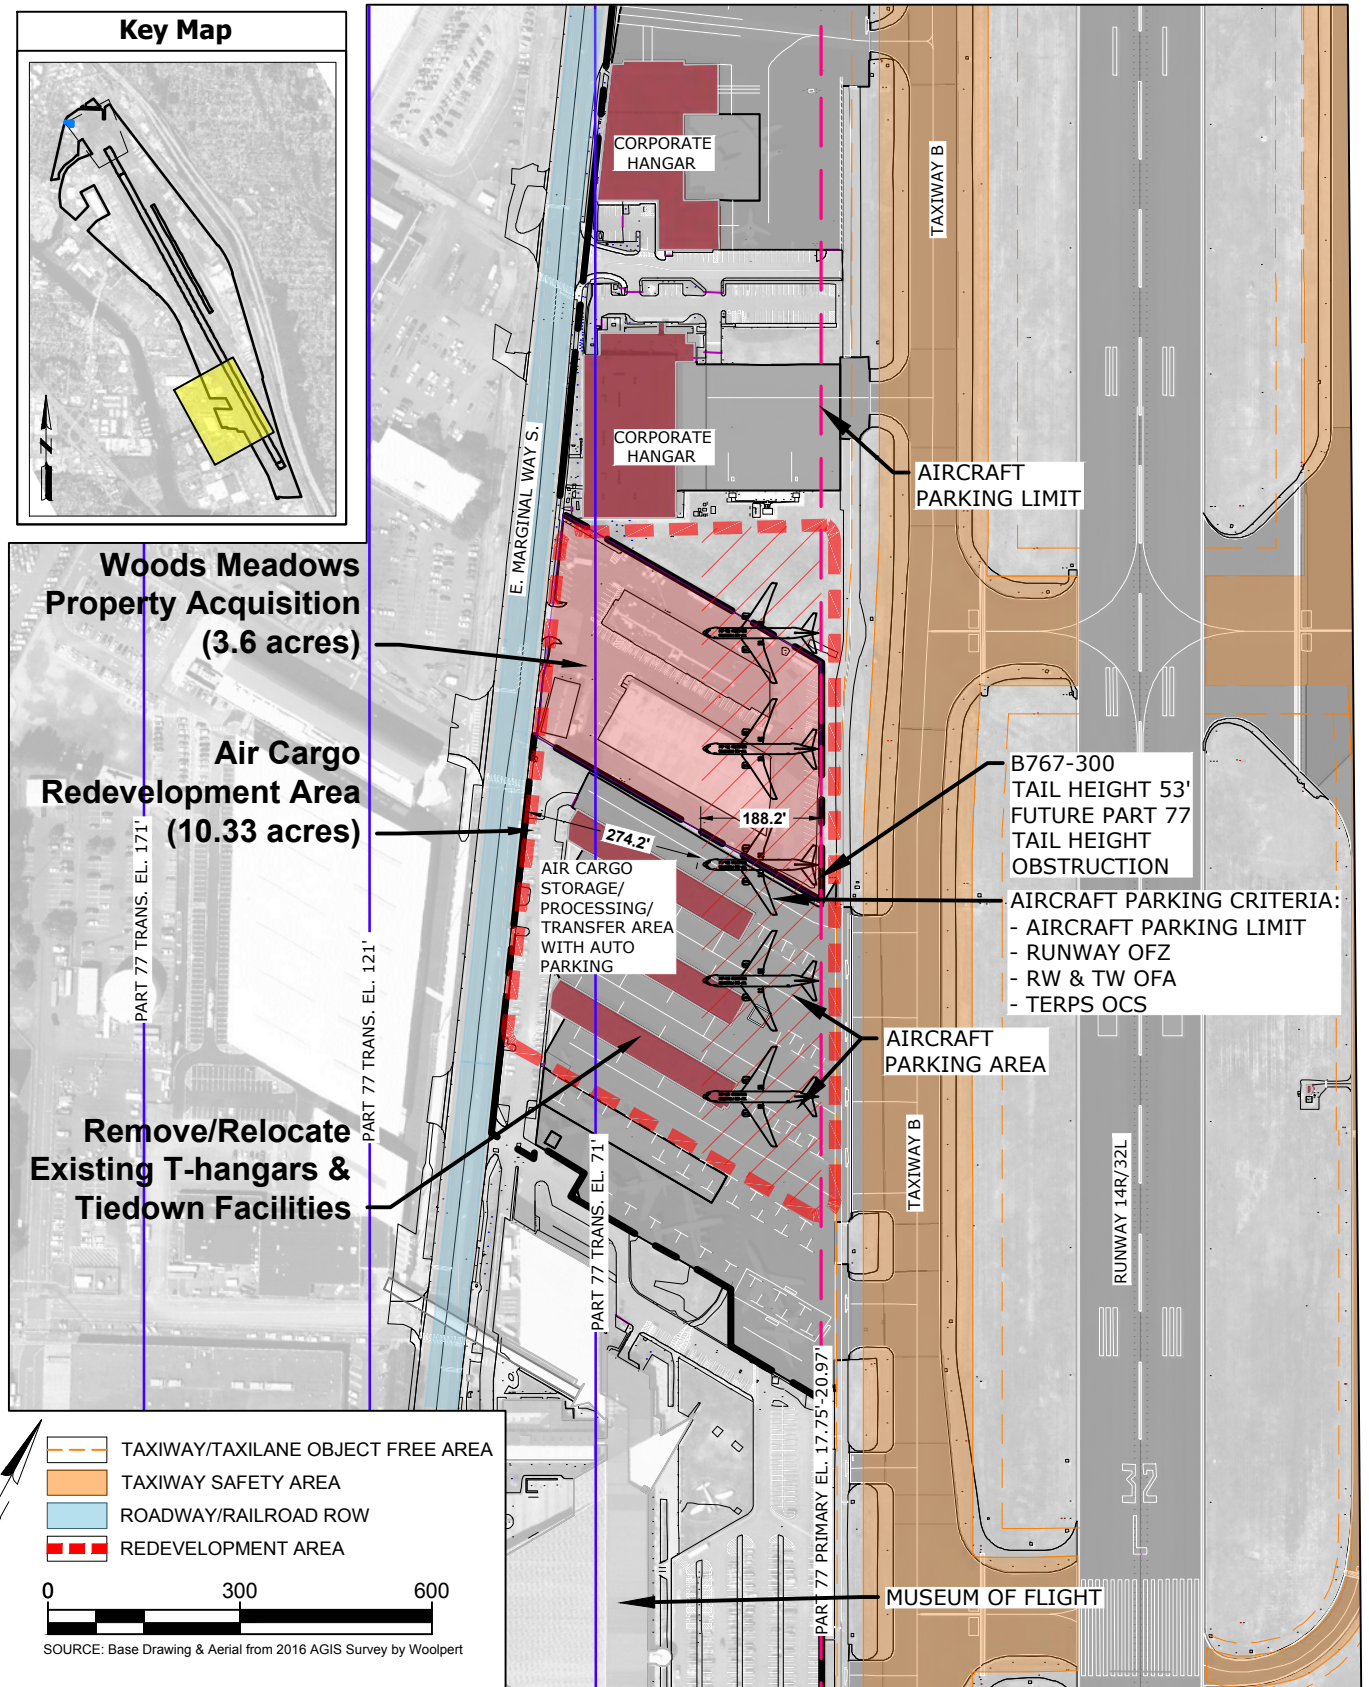 Key Map
N
CORPORATE
HANGAR
TAXIWAY B
CORPORATE
HANGAR
AIRCRAFT
PARKING LIMIT
E. MARGINAL WAY S.
Woods Meadows
Property Acquisition
(3.6 acres)
Air Cargo
Redevelopment Area
(10.33 acres)
B767-300
TAIL HEIGHT 53'
FUTURE PART 77
TAIL HEIGHT
OBSTRUCTION
188.2'
274.2'
AIR CARGO
STORAGE/
PROCESSING/
TRANSFER AREA
WITH AUTO
PARKING
AIRCRAFT PARKING CRITERIA:
- AIRCRAFT PARKING LIMIT
- RUNWAY OFZ
- RW & TW OFA
- TERPS OCS
PART 77 TRANS. EL. 171'
PART 77 TRANS. EL. 121'
AIRCRAFT
PARKING AREA
Remove/Relocate
Existing T-hangars &
Tiedown Facilities
PART 77 TRANS. EL. 71'
TAXIWAY B
RUNWAY 14R/32L
PART 77 PRIMARY EL. 17.75'-20.97'
32
L
MUSEUM OF FLIGHT
TAXIWAY/TAXILANE OBJECT FREE AREA
TAXIWAY SAFETY AREA
ROADWAY/RAILROAD ROW
REDEVELOPMENT AREA
0 300 600
SOURCE: Base Drawing & Aerial from 2016 AGIS Survey by Woolpert